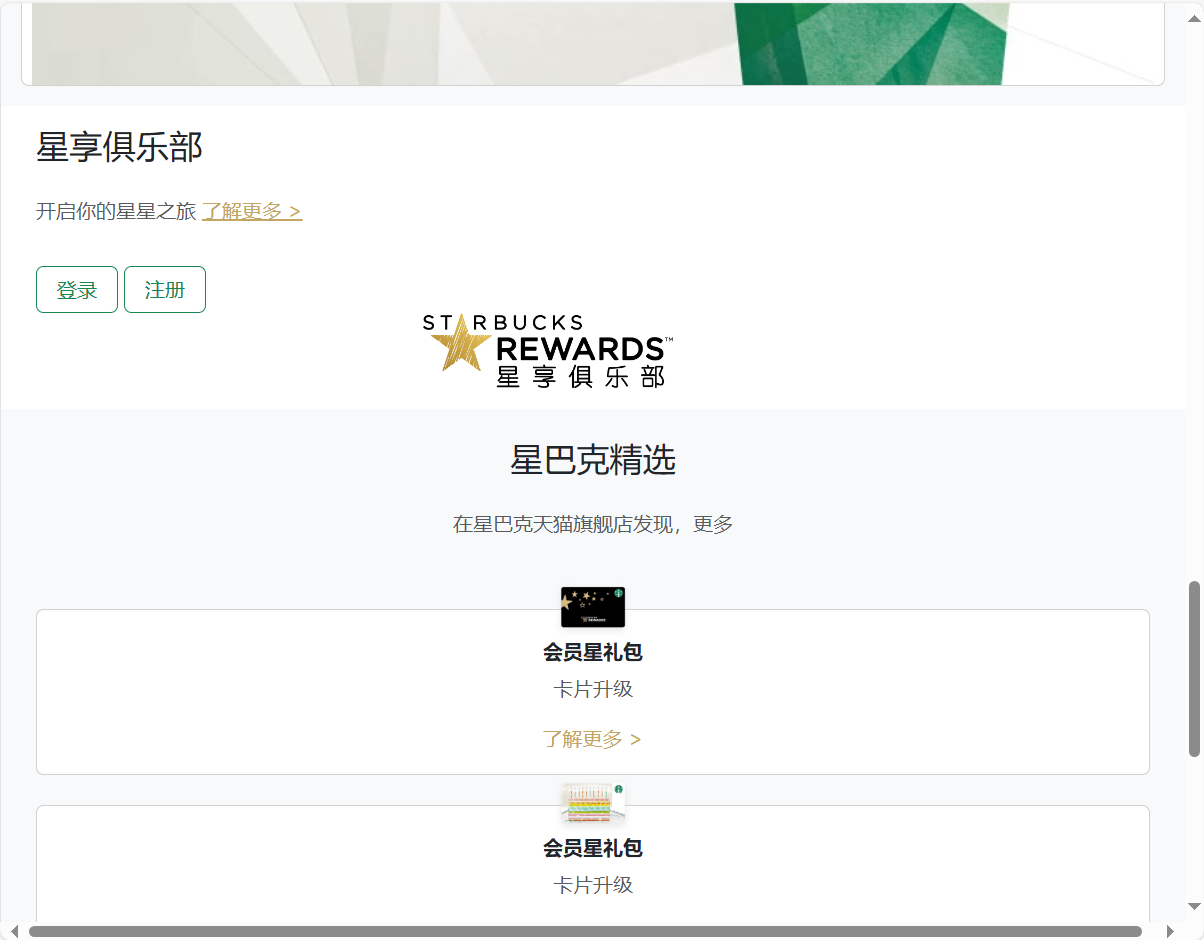 星享俱乐部
开启你的星星之旅 了解更多 >
登录 注册
STARBUCKS
REWARDS™
星享俱乐部
星巴克精选
在星巴克天猫旗舰店发现，更多
会员星礼包
卡片升级
了解更多 >
会员星礼包
卡片升级